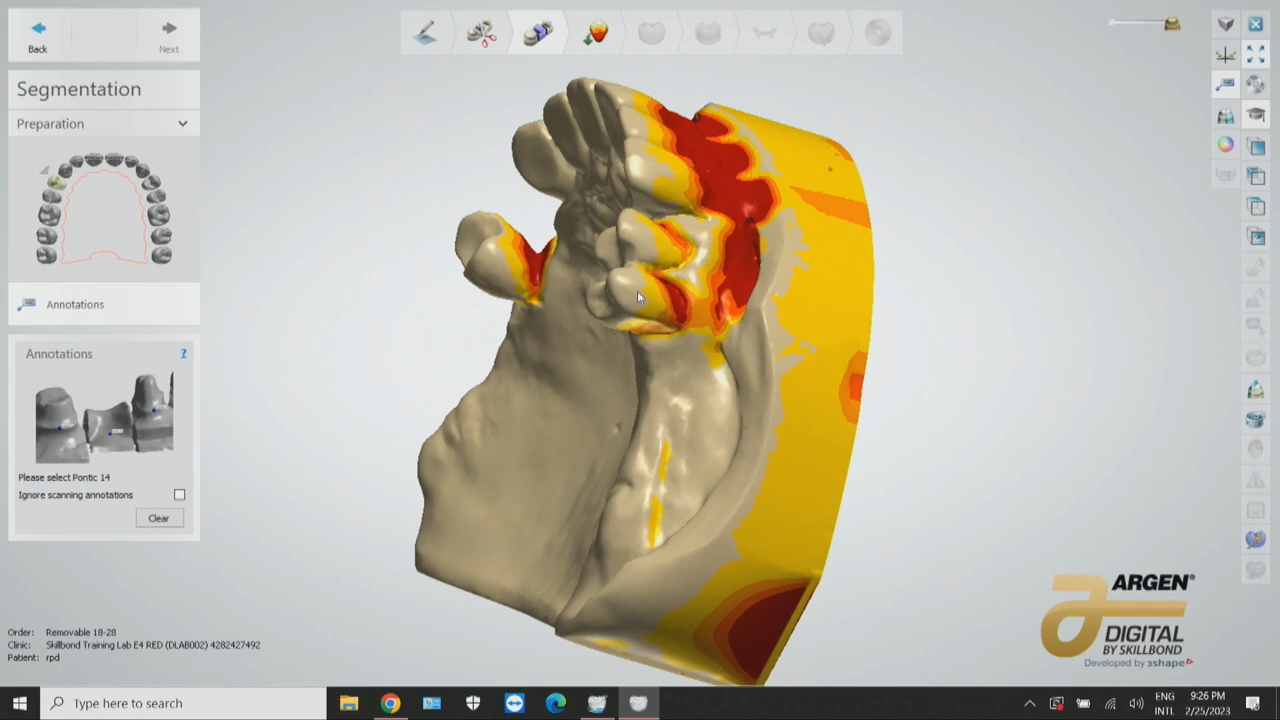 Back
Next
Segmentation
Preparation
Annotations
Annotations
?
Please select Pontic 14
Ignore scanning annotations
Clear
Order: Removable 18-28
Clinic: Skillbond Training Lab E4 RED (DLAB002) 4282427492
Patient: rpd
ARGEN®
DIGITAL
BY SKILLBOND
Developed by 3shape
Type here to search
ENG
INTL
9:26 PM
2/25/2023